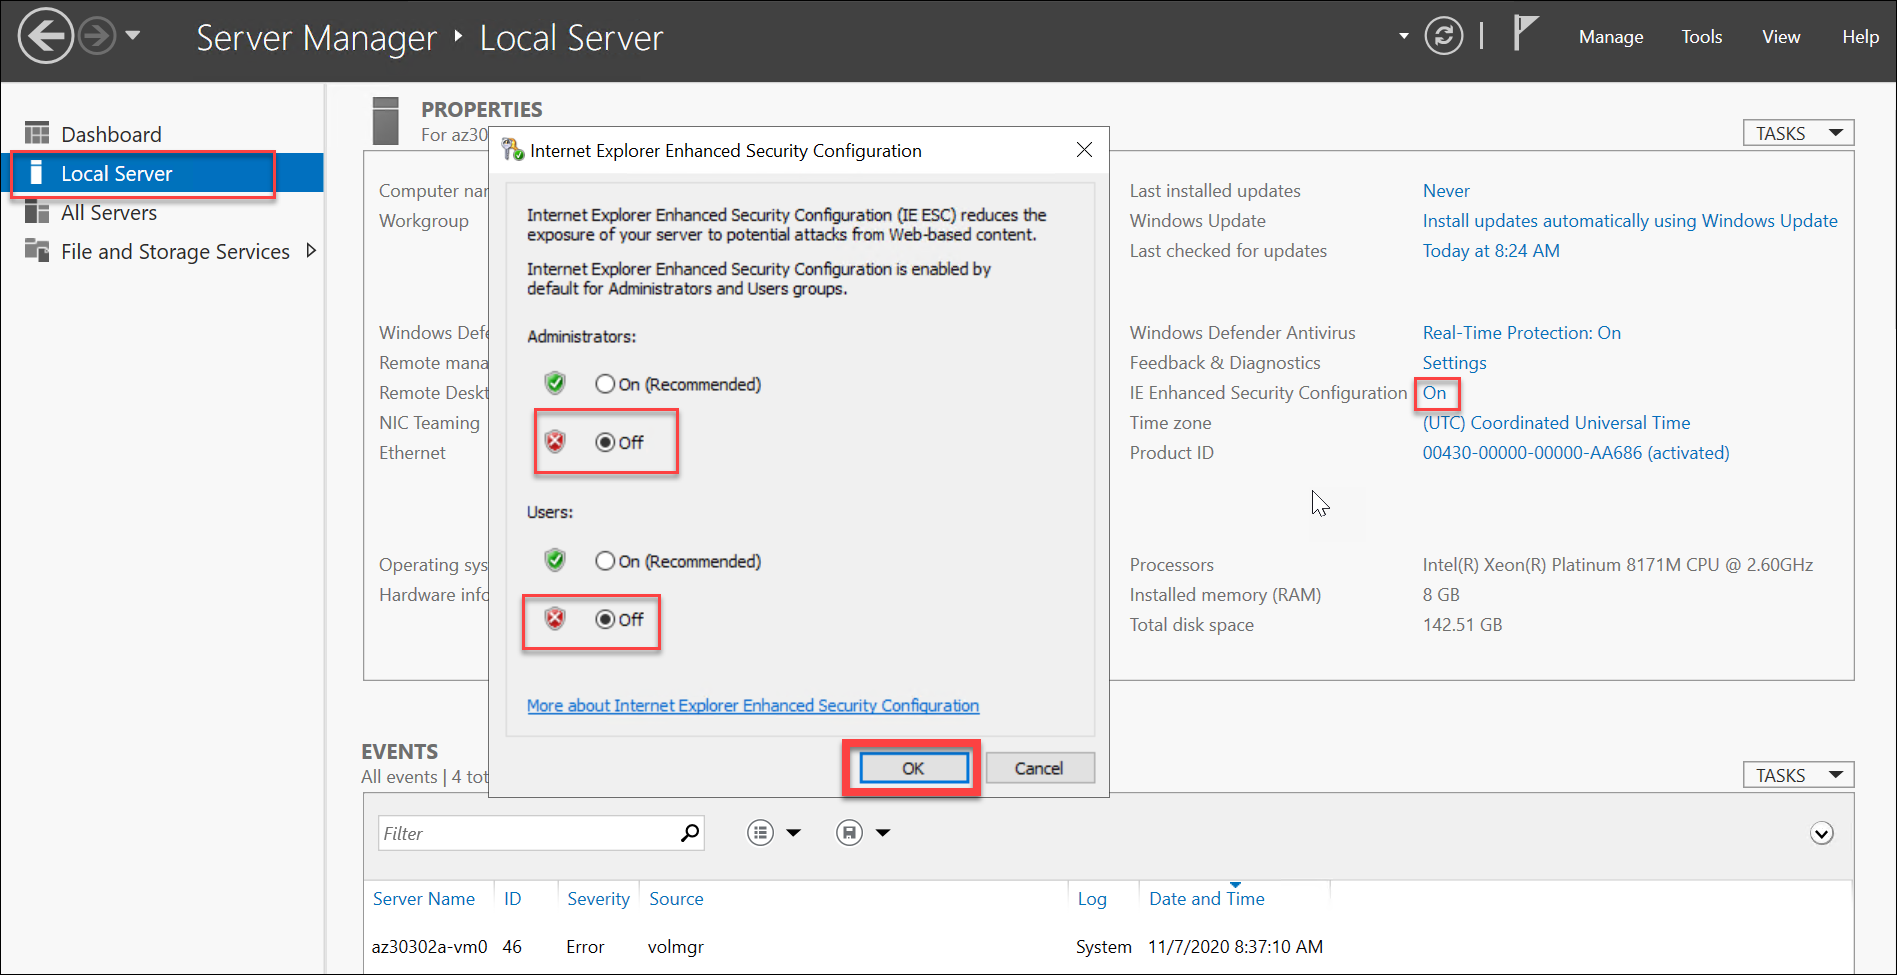 Server Manager ‣ Local Server
Manage
Tools
View
Help
Dashboard
Local Server
All Servers
File and Storage Services
PROPERTIES
For az30
TASKS
Computer nar
Workgroup
Windows Defe
Remote mana
Remote Deskt
NIC Teaming
Ethernet
Operating sys
Hardware info
Internet Explorer Enhanced Security Configuration
Internet Explorer Enhanced Security Configuration (IE ESC) reduces the
exposure of your server to potential attacks from Web-based content.
Internet Explorer Enhanced Security Configuration is enabled by
default for Administrators and Users groups.
Administrators:
On (Recommended)
Off
Users:
On (Recommended)
Off
More about Internet Explorer Enhanced Security Configuration
OK
Cancel
Last installed updates Never
Windows Update Install updates automatically using Windows Update
Last checked for updates Today at 8:24 AM
Windows Defender Antivirus Real-Time Protection: On
Feedback & Diagnostics Settings
IE Enhanced Security Configuration On
Time zone (UTC) Coordinated Universal Time
Product ID 00430-00000-00000-AA686 (activated)
Processors Intel(R) Xeon(R) Platinum 8171M CPU @ 2.60GHz
Installed memory (RAM) 8 GB
Total disk space 142.51 GB
EVENTS
All events | 4 tot
TASKS
Filter
Server Name ID Severity Source Log Date and Time
az30302a-vm0 46 Error volmgr System 11/7/2020 8:37:10 AM